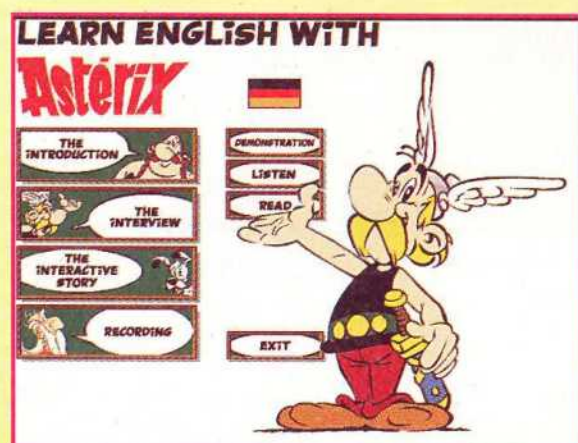 LEARN ENGLISH WITH
Astérix
THE
INTRODUCTION
THE
INTERVIEW
THE
INTERACTIVE
STORY
RECORDING
DEMONSTRATION
LISTEN
READ
EXIT